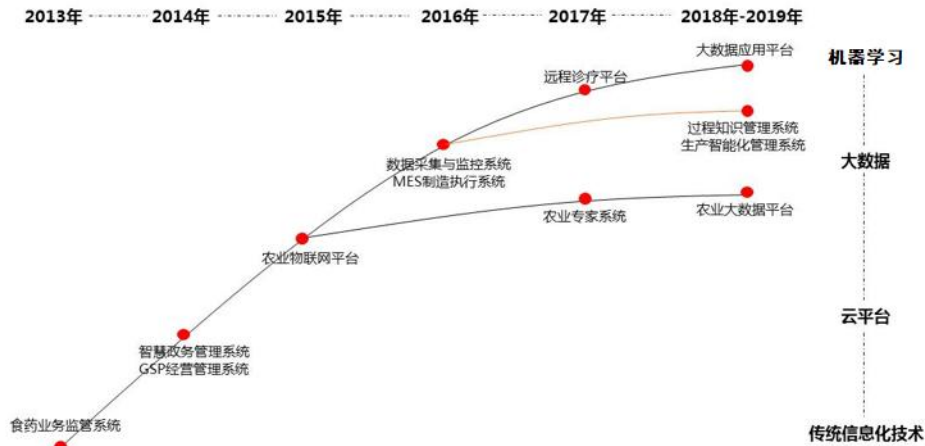 2013年
2014年
2015年
2016年
2017年
2018年-2019年
大数据应用平台
机器学习
远程诊疗平台
过程知识管理系统
生产智能化管理系统
数据采集与监控系统
MES制造执行系统
大数据
农业专家系统
农业大数据平台
农业物联网平台
云平台
智慧政务管理系统
GSP经营管理系统
食药业务监管系统
传统信息化技术